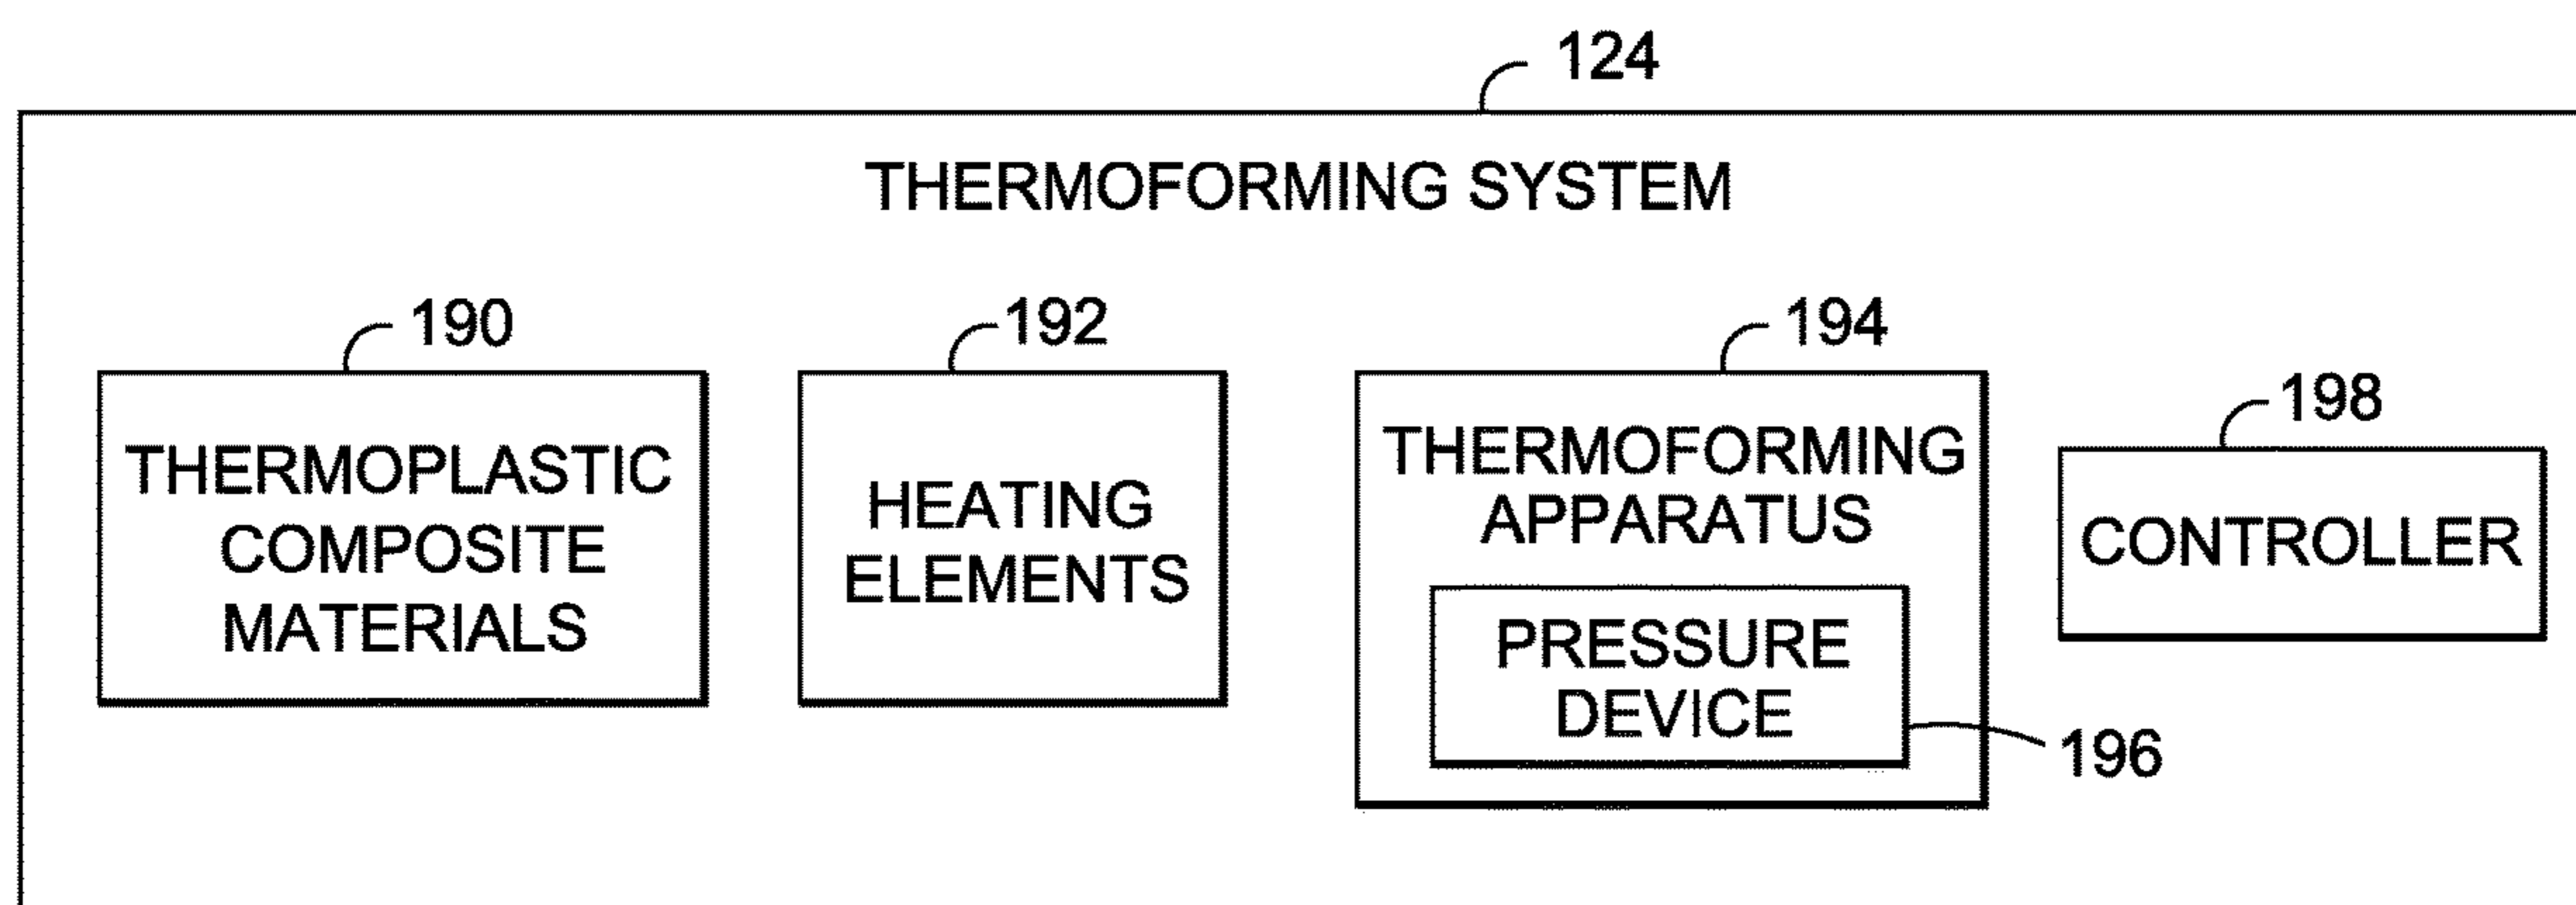 124
THERMOFORMING SYSTEM
190
THERMOPLASTIC
COMPOSITE
MATERIALS
192
HEATING
ELEMENTS
194
THERMOFORMING
APPARATUS
PRESSURE
DEVICE
196
198
CONTROLLER